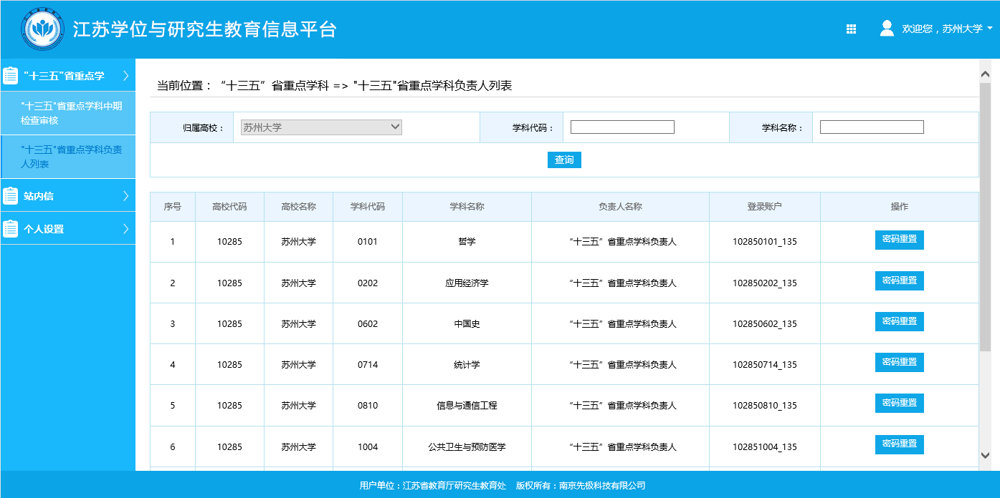 江苏学位与研究生教育信息平台
欢迎您，苏州大学
"十三五"省重点学
"十三五"省重点学科中期
检查审核
"十三五"省重点学科负责
人列表
站内信
个人设置
当前位置：“十三五”省重点学科 => "十三五"省重点学科负责人列表
归属高校： 苏州大学 学科代码： 学科名称：
查询
序号 高校代码 高校名称 学科代码 学科名称 负责人名称 登录账户 操作
1 10285 苏州大学 0101 哲学 “十三五”省重点学科负责人 102850101_135 密码重置
2 10285 苏州大学 0202 应用经济学 “十三五”省重点学科负责人 102850202_135 密码重置
3 10285 苏州大学 0602 中国史 “十三五”省重点学科负责人 102850602_135 密码重置
4 10285 苏州大学 0714 统计学 “十三五”省重点学科负责人 102850714_135 密码重置
5 10285 苏州大学 0810 信息与通信工程 “十三五”省重点学科负责人 102850810_135 密码重置
6 10285 苏州大学 1004 公共卫生与预防医学 “十三五”省重点学科负责人 102851004_135 密码重置
用户单位：江苏省教育厅研究生教育处 版权所有：南京先极科技有限公司